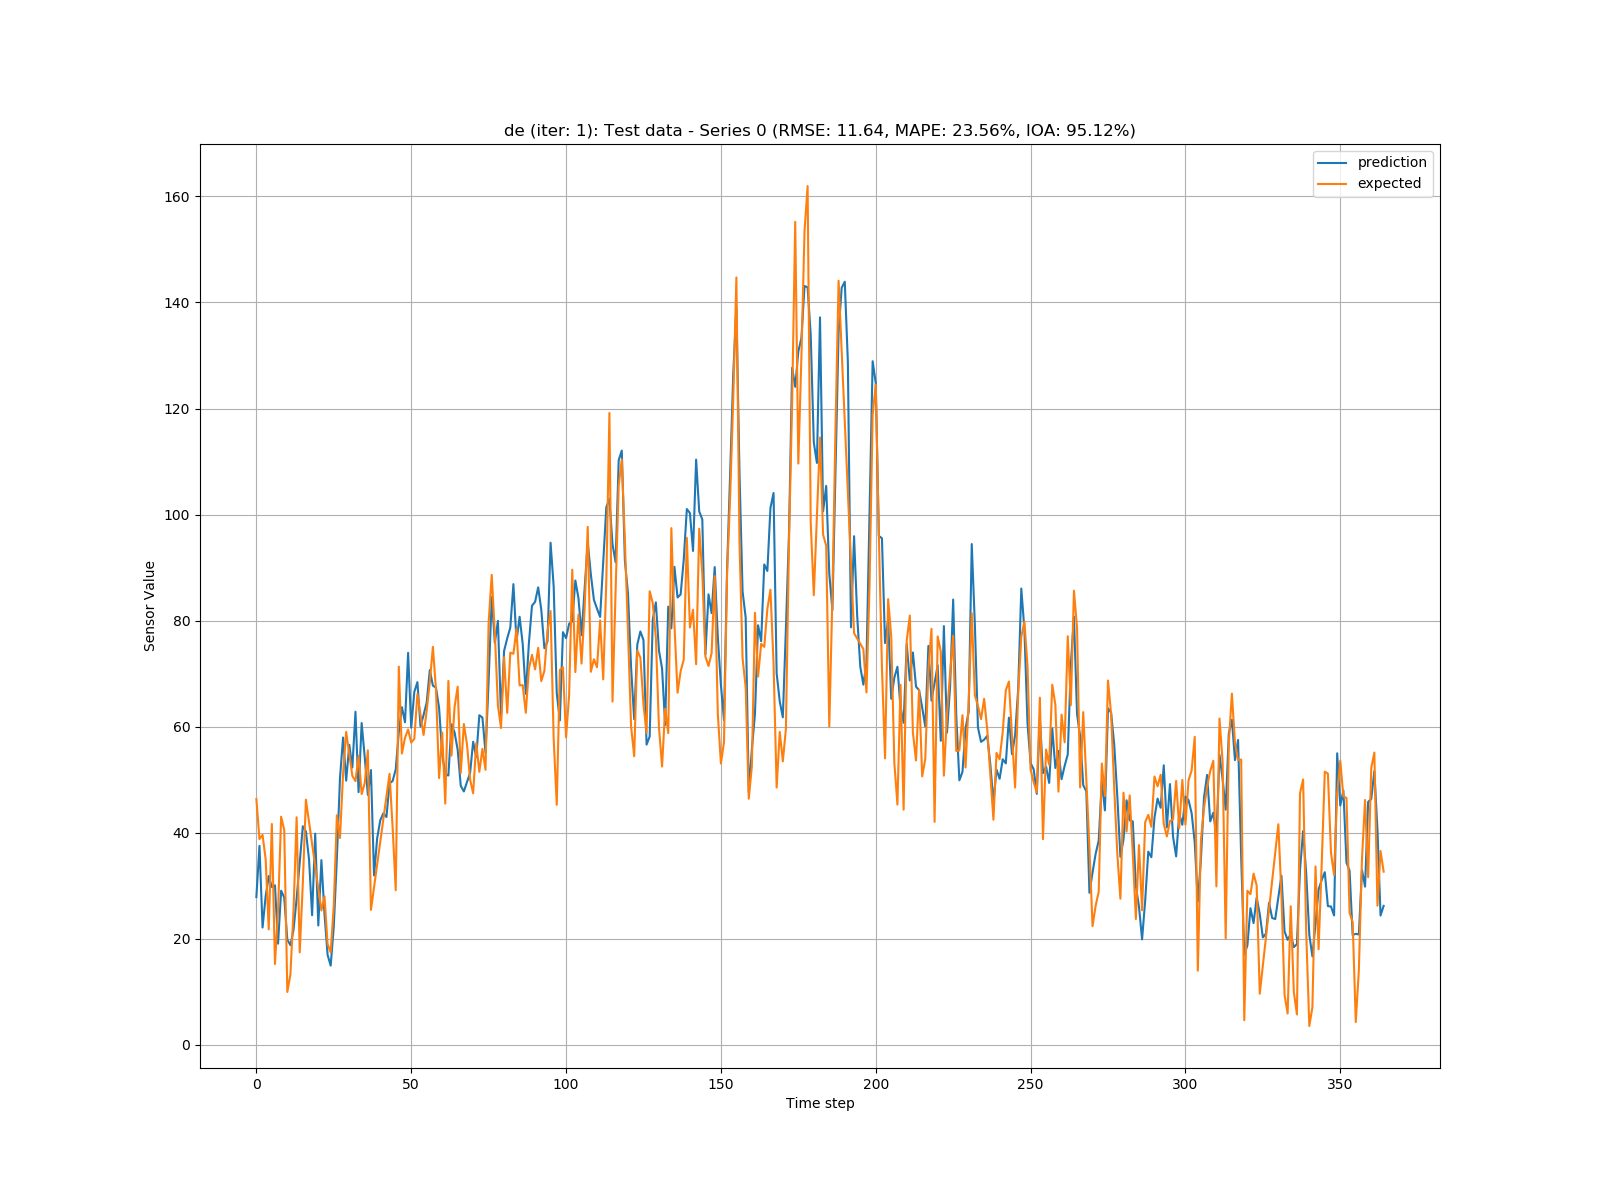 de (iter: 1): Test data - Series 0 (RMSE: 11.64, MAPE: 23.56%, IOA: 95.12%)
prediction
expected
160
140
120
100
80
60
40
20
0
Sensor Value
0 50 100 150 200 250 300 350
Time step